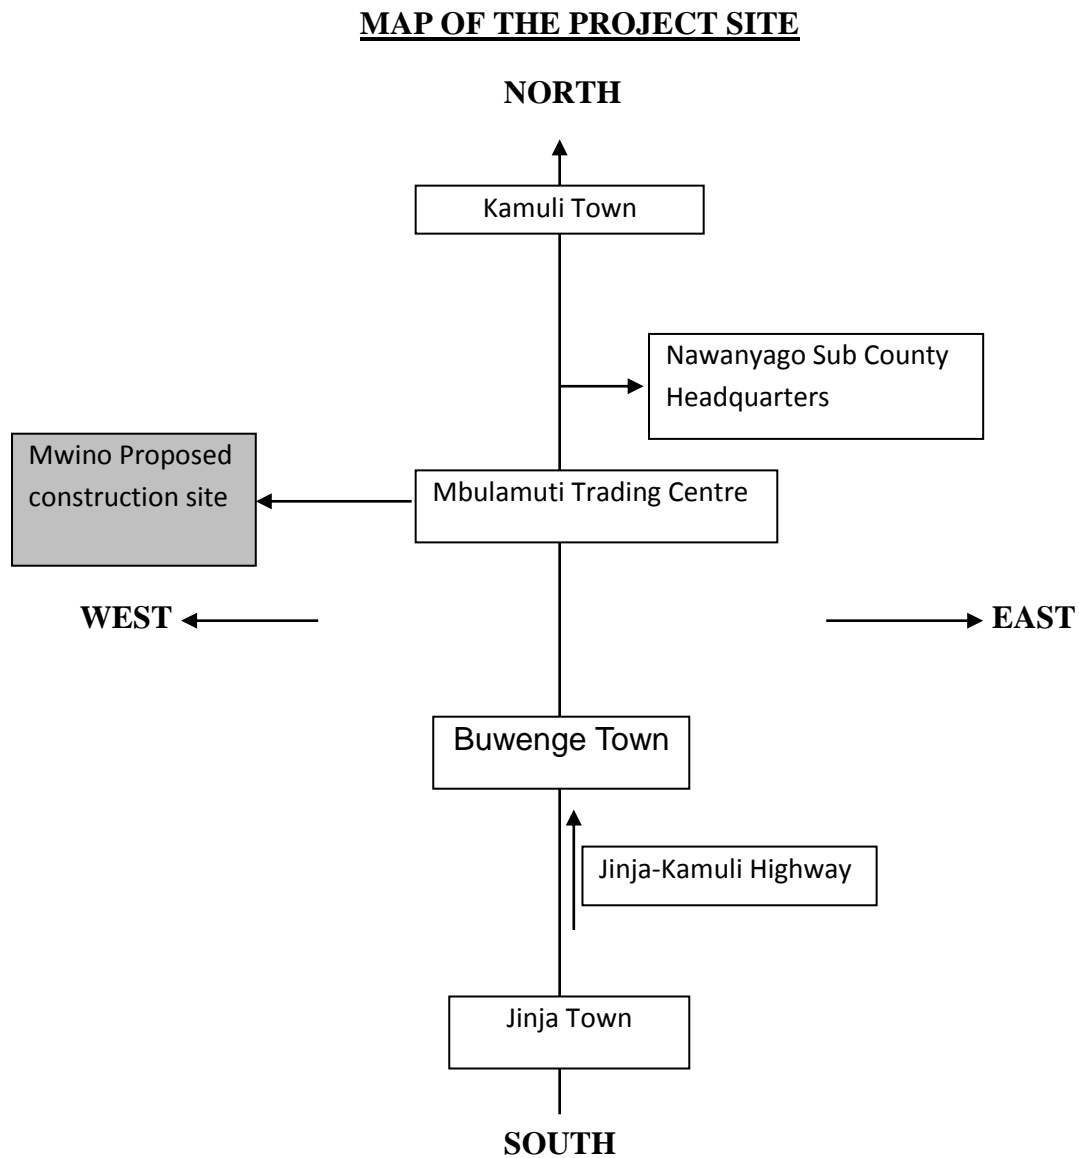 MAP OF THE PROJECT SITE
NORTH
Kamuli Town
Nawanyago Sub County
Headquarters
Mwino Proposed
construction site
Mbulamuti Trading Centre
WEST
EAST
Buwenge Town
Jinja-Kamuli Highway
Jinja Town
SOUTH